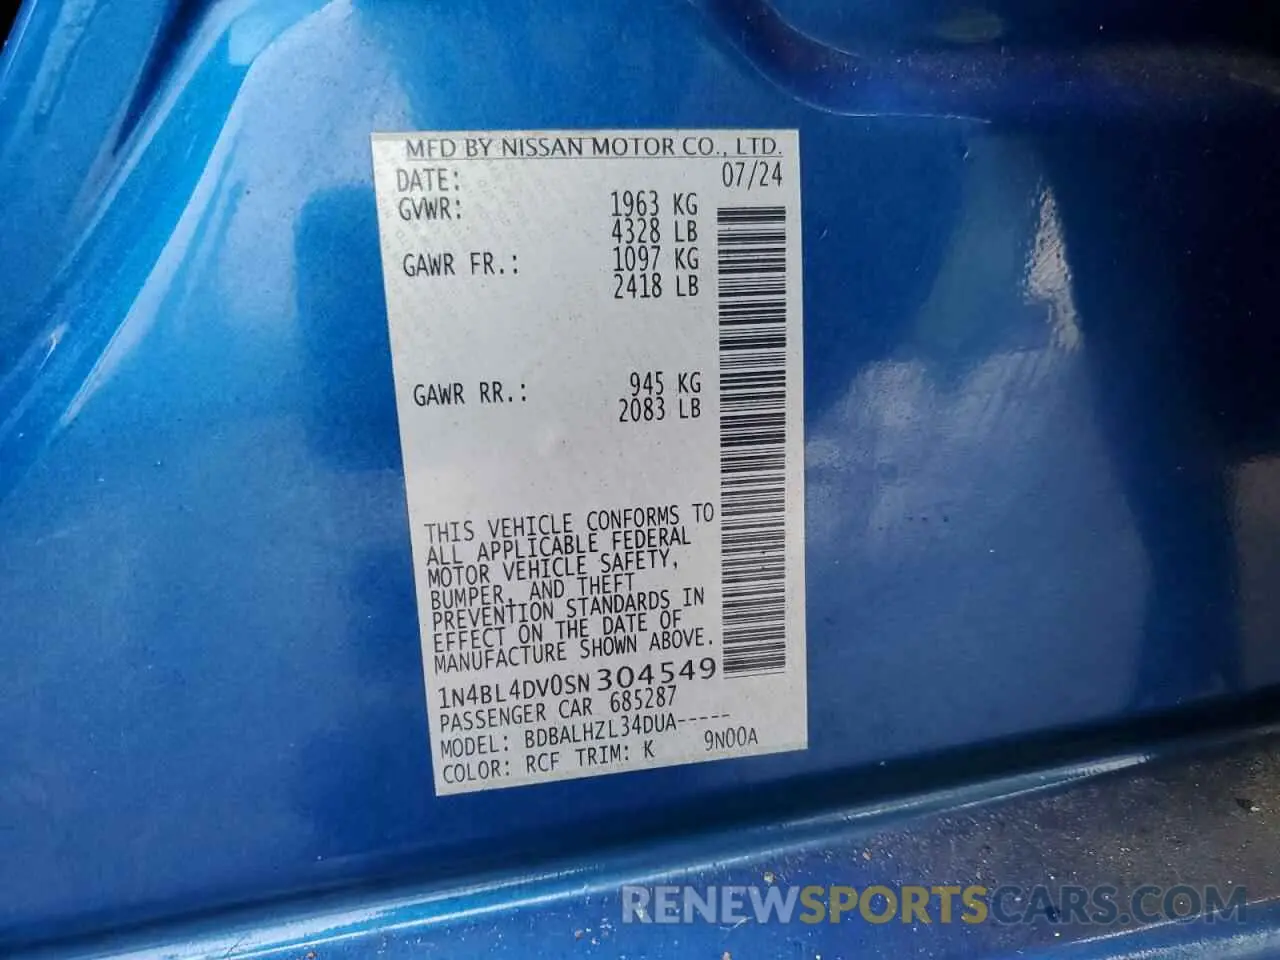 MFD BY NISSAN MOTOR CO., LTD.
DATE: 07/24
GVWR: 1963 KG
4328 LB
GAWR FR.: 1097 KG
2418 LB
GAWR RR.: 945 KG
2083 LB
THIS VEHICLE CONFORMS TO
ALL APPLICABLE FEDERAL
MOTOR VEHICLE SAFETY,
BUMPER, AND THEFT
PREVENTION STANDARDS IN
EFFECT ON THE DATE OF
MANUFACTURE SHOWN ABOVE.
1N4BL4DV0SN304549
PASSENGER CAR 685287
MODEL: BDBALHZL34DUA-----
COLOR: RCF TRIM: K 9N00A
RENEWSPORTSCARS.COM